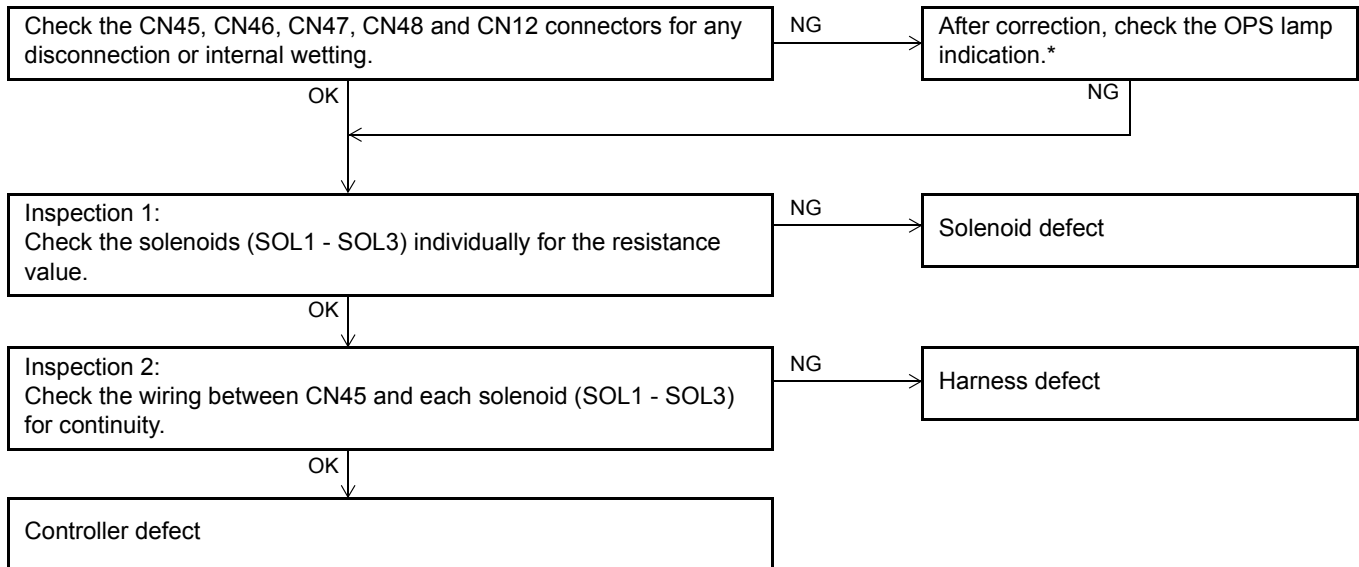 Check the CN45, CN46, CN47, CN48 and CN12 connectors for any
disconnection or internal wetting.
NG
After correction, check the OPS lamp
indication.*
OK
NG
Inspection 1:
Check the solenoids (SOL1 - SOL3) individually for the resistance
value.
NG
Solenoid defect
OK
Inspection 2:
Check the wiring between CN45 and each solenoid (SOL1 - SOL3)
for continuity.
NG
Harness defect
OK
Controller defect